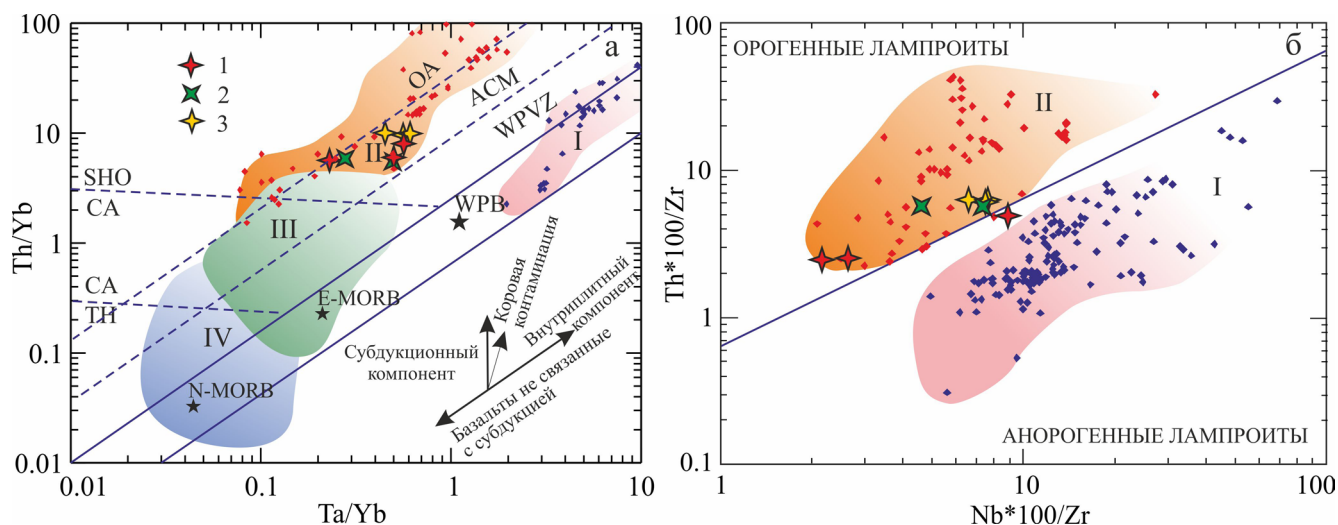 100
10
1
0.1
0.01
Th/Yb
0.01
0.1
1
10
Ta/Yb
а
1
2
3
OA
ACM
WPVZ
I
II
SHO
CA
III
WPB
CA
TH
E-MORB
IV
N-MORB
Субдукционный
компонент
Коровая
контаминация
Внутриплитный
компонент
Базальты не связанные
с субдукцией
100
10
1
0.1
Th*100/Zr
1
10
100
Nb*100/Zr
б
ОРОГЕННЫЕ ЛАМПРОИТЫ
II
I
АНОРОГЕННЫЕ ЛАМПРОИТЫ